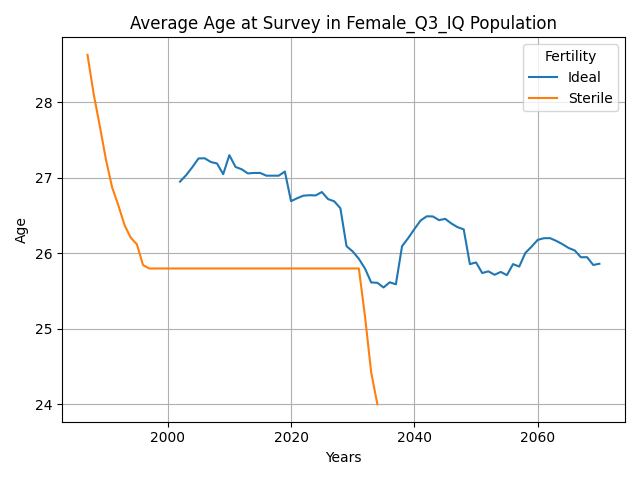 Average Age at Survey in Female_Q3_IQ Population
Fertility
Ideal
Sterile
28
27
26
25
24
Age
2000
2020
2040
2060
Years